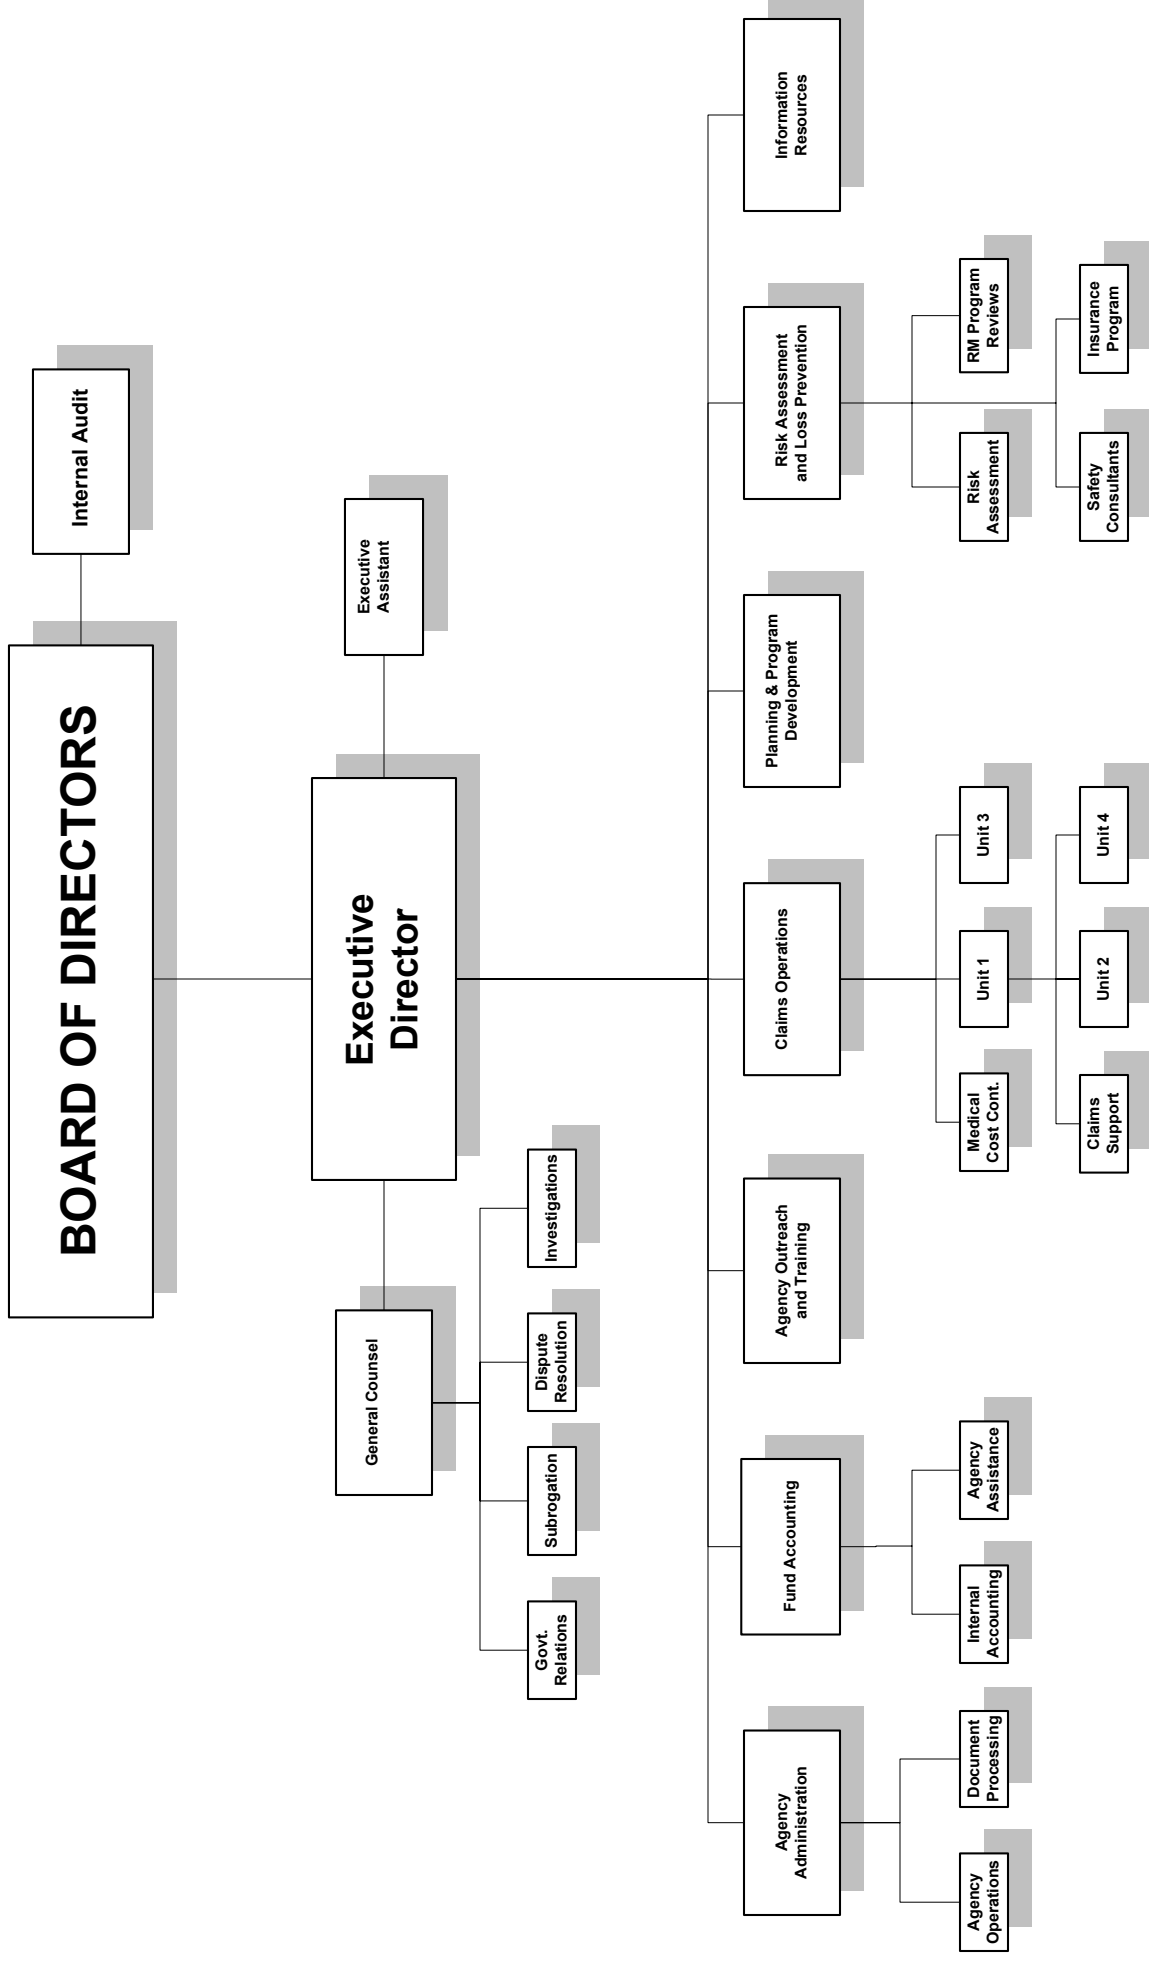 BOARD OF DIRECTORS
Internal Audit
Executive
Director
Executive
Assistant
General Counsel
Govt.
Relations
Subrogation
Dispute
Resolution
Investigations
Agency
Administration
Fund Accounting
Agency Outreach
and Training
Claims Operations
Planning & Program
Development
Risk Assessment
and Loss Prevention
Information
Resources
Agency
Operations
Document
Processing
Internal
Accounting
Agency
Assistance
Medical
Cost Cont.
Unit 1
Unit 3
Claims
Support
Unit 2
Unit 4
Risk
Assessment
RM Program
Reviews
Safety
Consultants
Insurance
Program